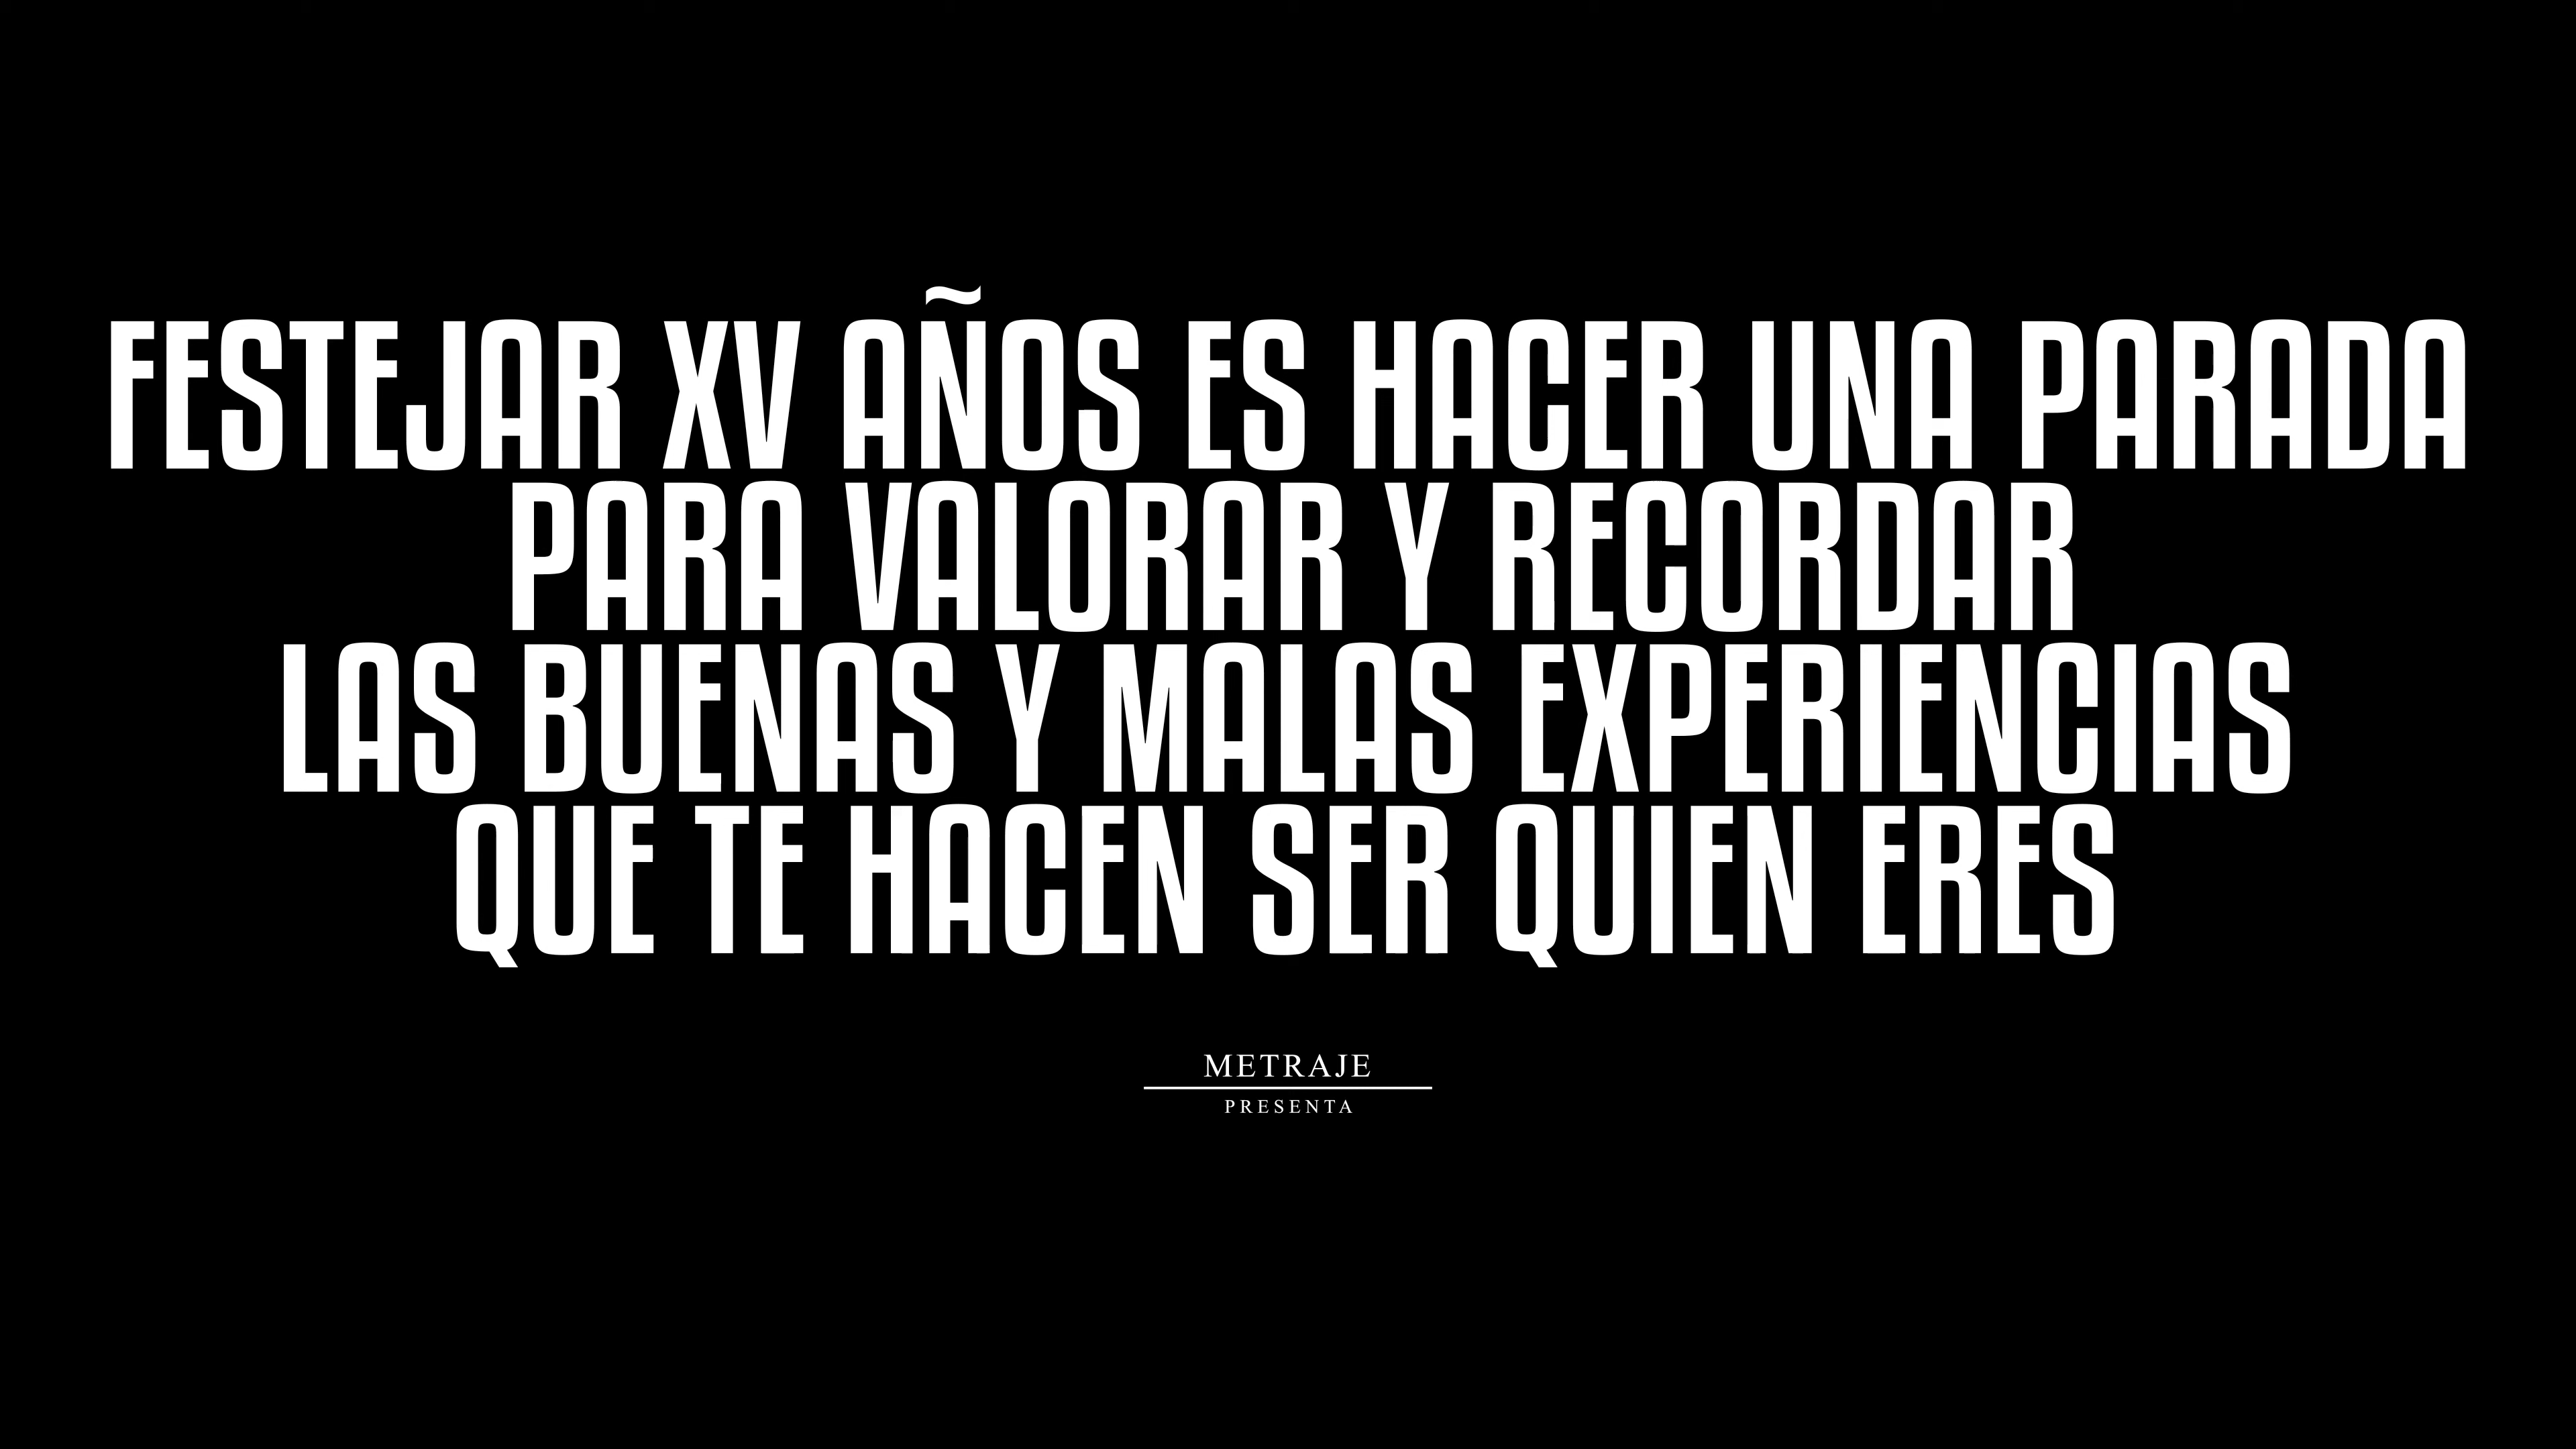 FESTEJAR XV AÑOS ES HACER UNA PARADA
PARA VALORAR Y RECORDAR
LAS BUENAS Y MALAS EXPERIENCIAS
QUE TE HACEN SER QUIEN ERES
METRAJE
PRESENTA